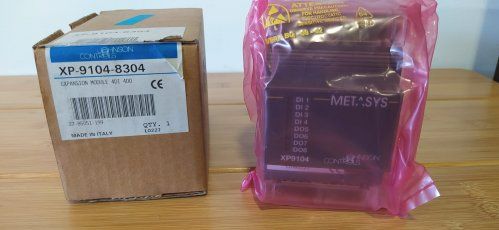 JOHNSON
CONTROLS
XP-9104-8304
EXPANSION MODULE 4DI 4DO
CE
QTY. 1
MADE IN ITALY
ATTE
METASYS
DI 1
DI 2
DI 3
DI 4
DO5
DO6
DO7
DO8
XP9104
JOHNSON
CONTROLS